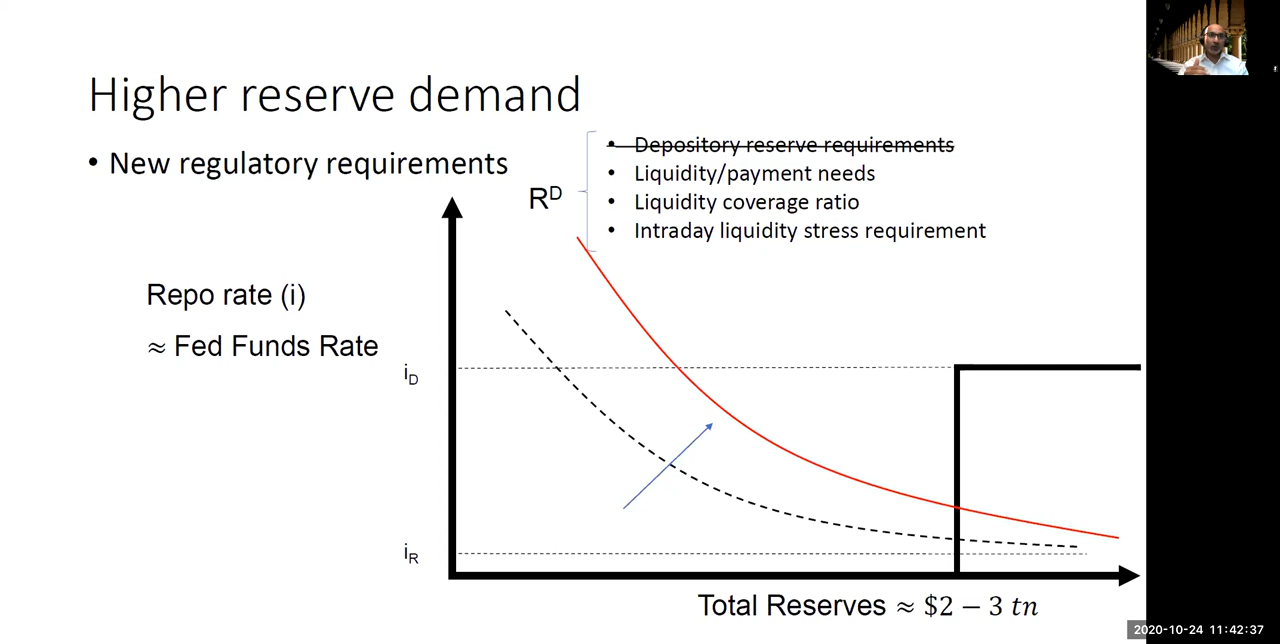 Higher reserve demand
• New regulatory requirements
R^D
• Depository reserve requirements
• Liquidity/payment needs
• Liquidity coverage ratio
• Intraday liquidity stress requirement
Repo rate (i)
≈ Fed Funds Rate
i_D
i_R
Total Reserves ≈ $2 − 3 tn
2020-10-24 11:42:37